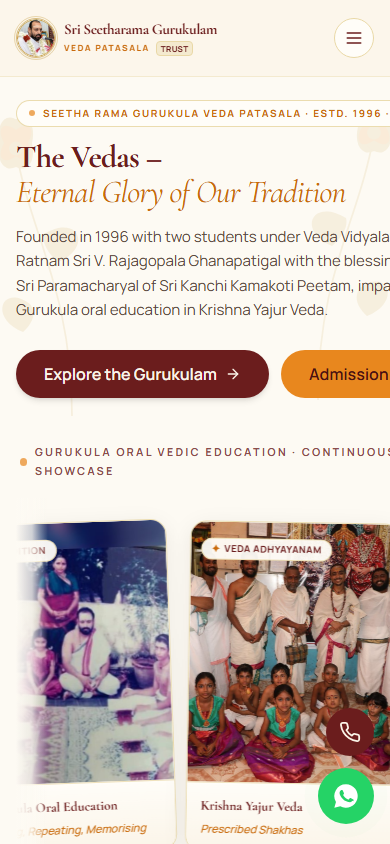 Sri Seetharama Gurukulam
VEDA PATASALA TRUST
SEETHA RAMA GURUKULA VEDA PATASALA · ESTD. 1996 ·
The Vedas –
Eternal Glory of Our Tradition
Founded in 1996 with two students under Veda Vidyala
Ratnam Sri V. Rajagopala Ghanapatigal with the blessin
Sri Paramacharyal of Sri Kanchi Kamakoti Peetam, impa
Gurukula oral education in Krishna Yajur Veda.
Explore the Gurukulam →
Admission
GURUKULA ORAL VEDIC EDUCATION · CONTINUOUS
SHOWCASE
VEDA ADHYAYANAM
Oral Education
Repeating, Memorising
Krishna Yajur Veda
Prescribed Shakhas